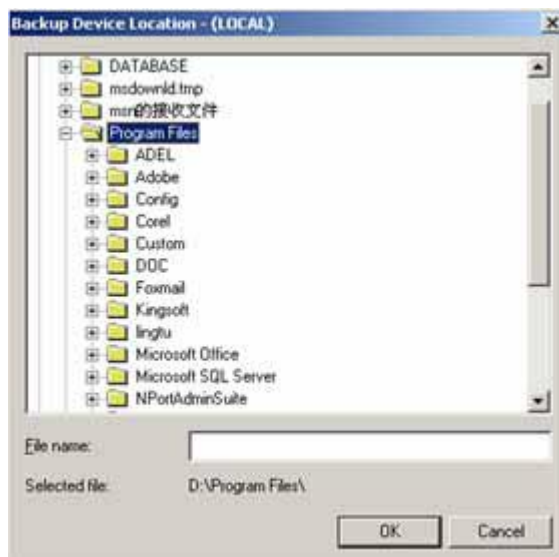 Backup Device Location - (LOCAL)
DATABASE
msdownld.tmp
msn的接收文件
Program Files
ADEL
Adobe
Config
Corel
Custom
DOC
Foxmail
Kingsoft
lingtu
Microsoft Office
Microsoft SQL Server
NPortAdminSuite
File name:
Selected file: D:\Program Files\
OK Cancel